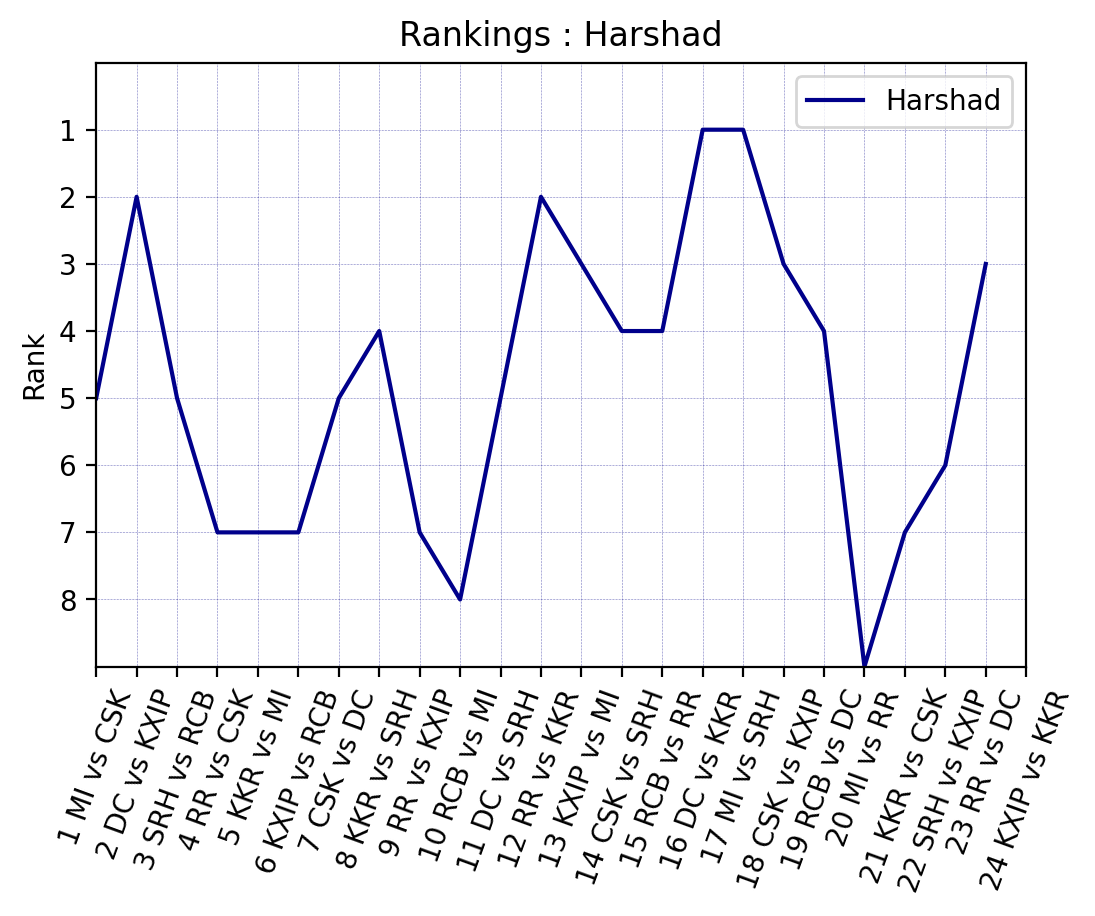 Rankings : Harshad
Harshad
Rank
1
2
3
4
5
6
7
8
1 MI vs CSK
2 DC vs KXIP
3 SRH vs RCB
4 RR vs CSK
5 KKR vs MI
6 KXIP vs RCB
7 CSK vs DC
8 KKR vs SRH
9 RR vs KXIP
10 RCB vs MI
11 DC vs SRH
12 RR vs KKR
13 KXIP vs MI
14 CSK vs SRH
15 RCB vs RR
16 DC vs KKR
17 MI vs SRH
18 CSK vs KXIP
19 RCB vs DC
20 MI vs RR
21 KKR vs CSK
22 SRH vs KXIP
23 RR vs DC
24 KXIP vs KKR